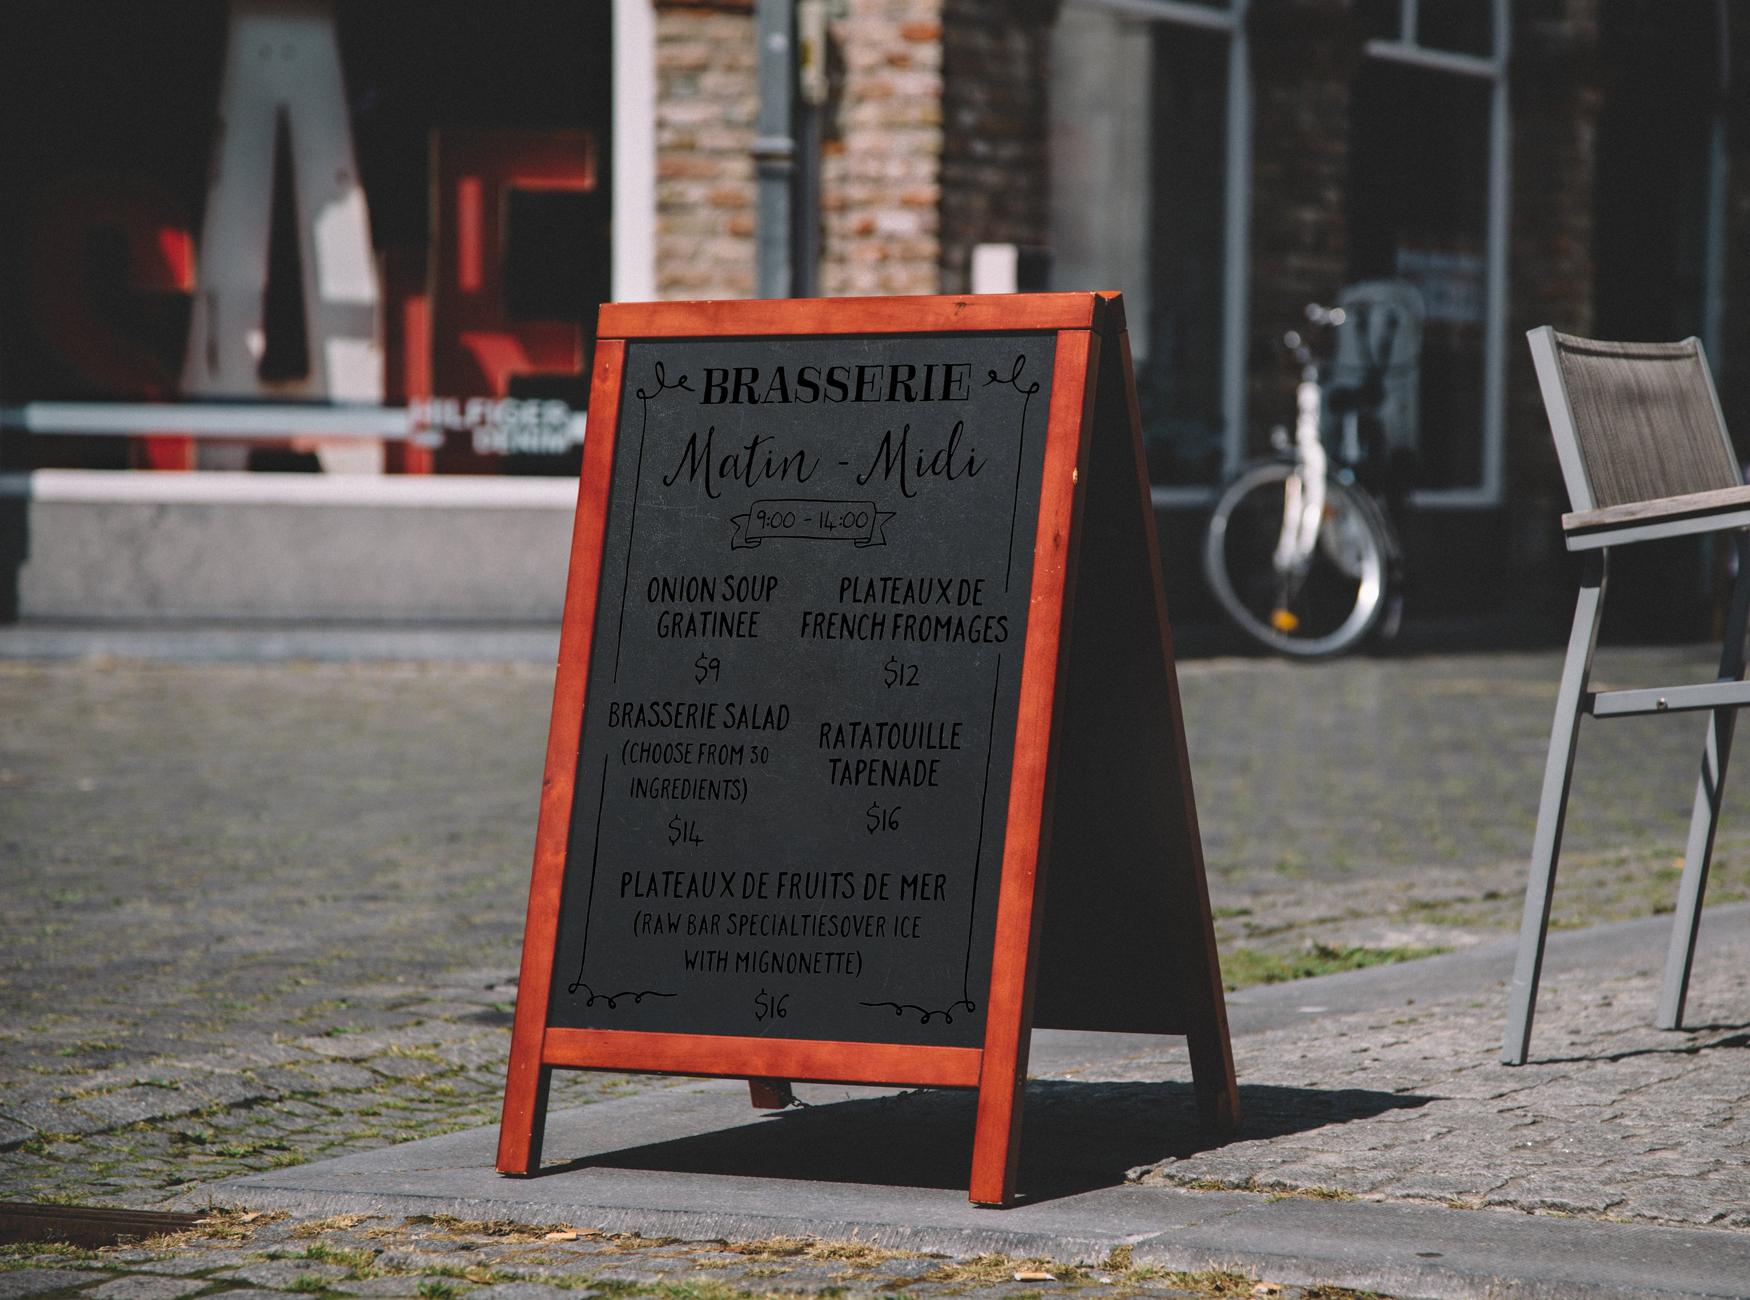 SALE
HILFIGER
DENIM
BRASSERIE
Matin - Midi
9:00 - 14:00
ONION SOUP
GRATINEE
$9
PLATEAUX DE
FRENCH FROMAGES
$12
BRASSERIE SALAD
(CHOOSE FROM 30
INGREDIENTS)
$14
RATATOUILLE
TAPENADE
$16
PLATEAUX DE FRUITS DE MER
(RAW BAR SPECIALTIESOVER ICE
WITH MIGNONETTE)
$16